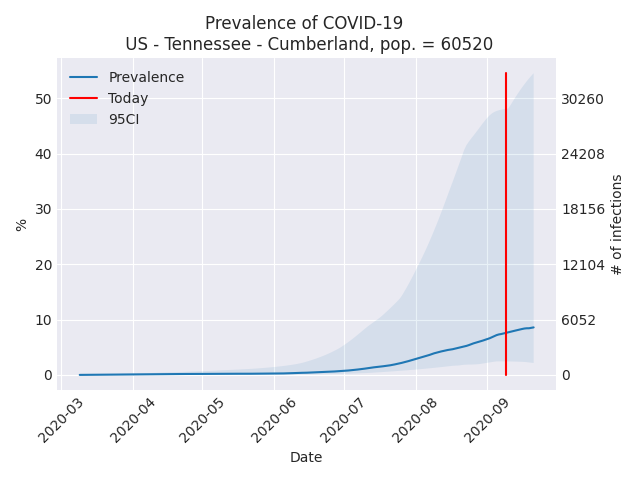 Prevalence of COVID-19
US - Tennessee - Cumberland, pop. = 60520
Prevalence
Today
95CI
50
40
30
20
10
0
%
30260
24208
18156
12104
6052
0
# of infections
2020-03
2020-04
2020-05
2020-06
2020-07
2020-08
2020-09
Date